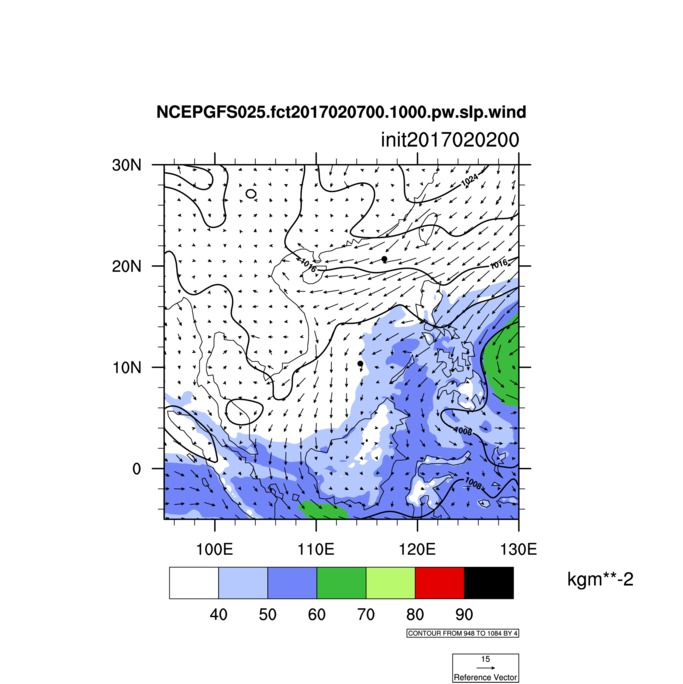 NCEPGFS025.fct2017020700.1000.pw.slp.wind
init2017020200
30N
20N
10N
0
1024
1016
1016
1008
1008
100E 110E 120E 130E
kgm**-2
40 50 60 70 80 90
CONTOUR FROM 948 TO 1084 BY 4
15
Reference Vector